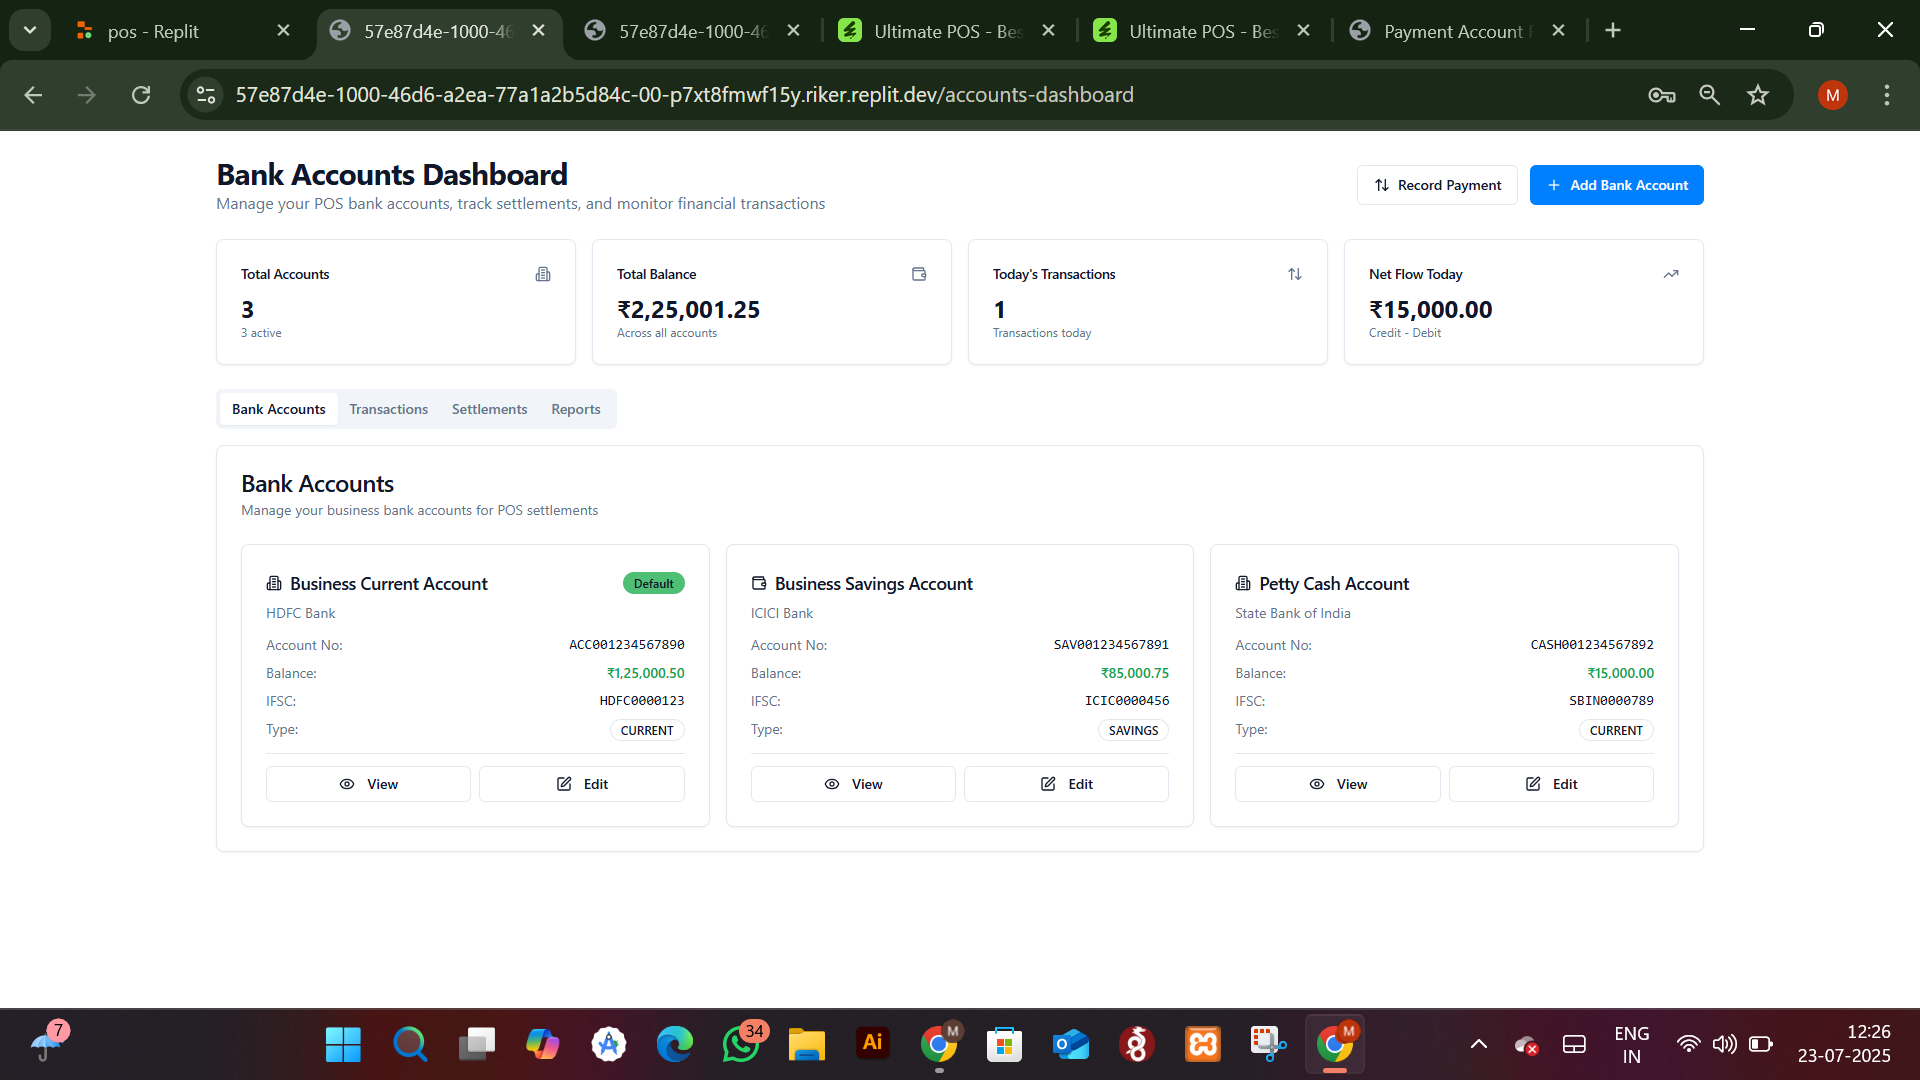 pos - Replit
57e87d4e-1000-46
57e87d4e-1000-46
Ultimate POS - Bes
Ultimate POS - Bes
Payment Account
57e87d4e-1000-46d6-a2ea-77a1a2b5d84c-00-p7xt8fmwf15y.riker.replit.dev/accounts-dashboard
M
Bank Accounts Dashboard
Manage your POS bank accounts, track settlements, and monitor financial transactions
Record Payment
Add Bank Account
Total Accounts
3
3 active
Total Balance
₹2,25,001.25
Across all accounts
Today's Transactions
1
Transactions today
Net Flow Today
₹15,000.00
Credit - Debit
Bank Accounts
Transactions
Settlements
Reports
Bank Accounts
Manage your business bank accounts for POS settlements
Business Current Account
Default
HDFC Bank
Account No: ACC001234567890
Balance: ₹1,25,000.50
IFSC: HDFC0000123
Type: CURRENT
View
Edit
Business Savings Account
ICICI Bank
Account No: SAV001234567891
Balance: ₹85,000.75
IFSC: ICIC0000456
Type: SAVINGS
View
Edit
Petty Cash Account
State Bank of India
Account No: CASH001234567892
Balance: ₹15,000.00
IFSC: SBIN0000789
Type: CURRENT
View
Edit
7
34
Ai
M
M
ENG
IN
12:26
23-07-2025